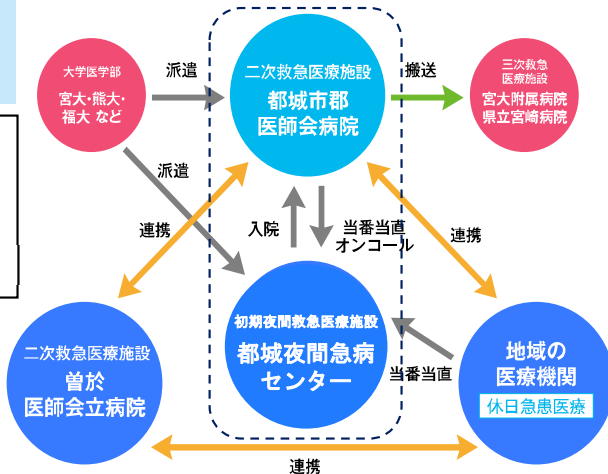 大学医学部
宮大・熊大・
福大 など
派遣
二次救急医療施設
都城市郡
医師会病院
搬送
三次救急
医療施設
宮大附属病院
県立宮崎病院
派遣
連携
入院
当番当直
オンコール
連携
二次救急医療施設
曽於
医師会立病院
初期夜間救急医療施設
都城夜間急病
センター
当番当直
地域の
医療機関
休日急患医療
連携